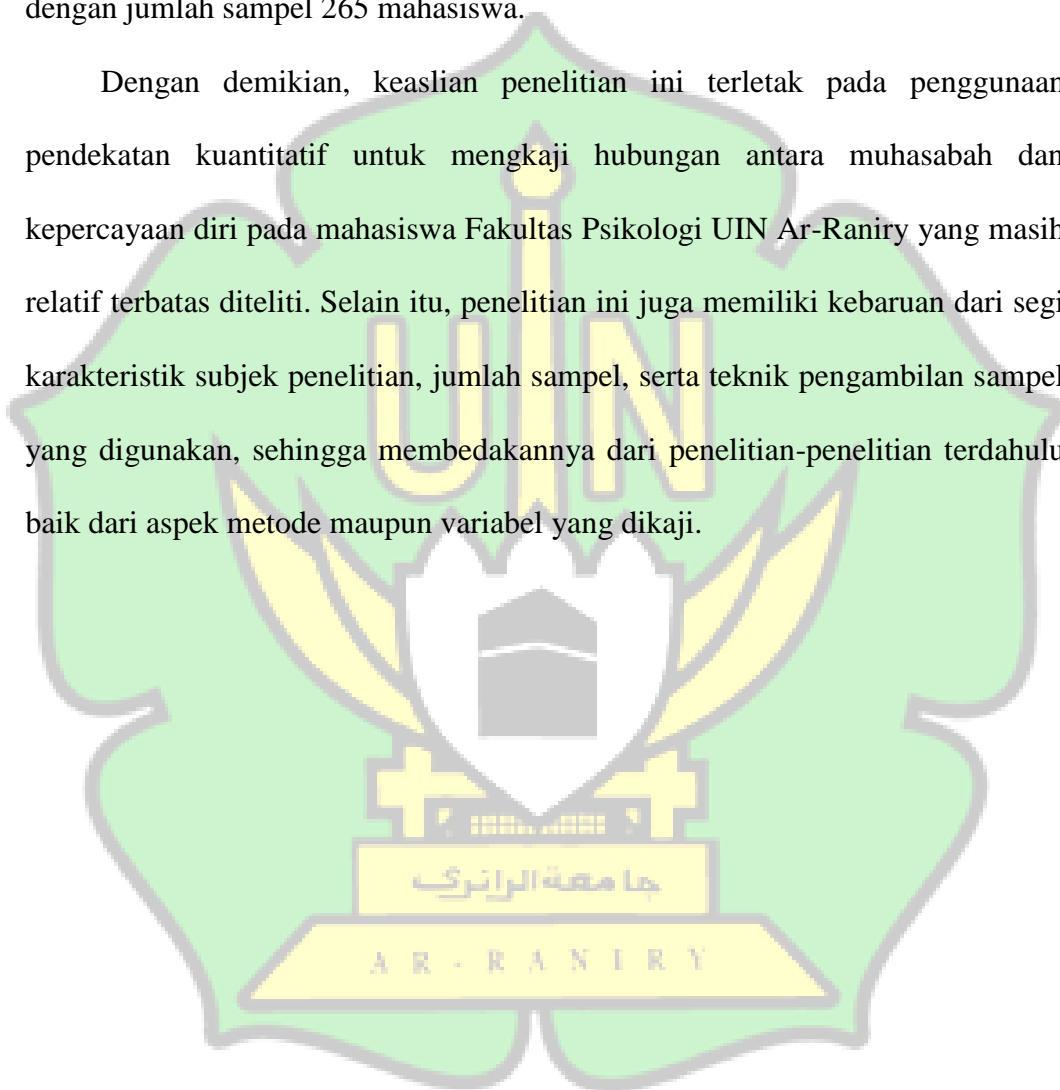 dengan jumlah sampel 265 mahasiswa.
Dengan demikian, keaslian penelitian ini terletak pada penggunaan
pendekatan kuantitatif untuk mengkaji hubungan antara muhasabah dan
kepercayaan diri pada mahasiswa Fakultas Psikologi UIN Ar-Raniry yang masih
relatif terbatas diteliti. Selain itu, penelitian ini juga memiliki kebaruan dari segi
karakteristik subjek penelitian, jumlah sampel, serta teknik pengambilan sampel
yang digunakan, sehingga membedakannya dari penelitian-penelitian terdahulu
baik dari aspek metode maupun variabel yang dikaji.
UIN
جامعة الرانري
AR-RANIRY